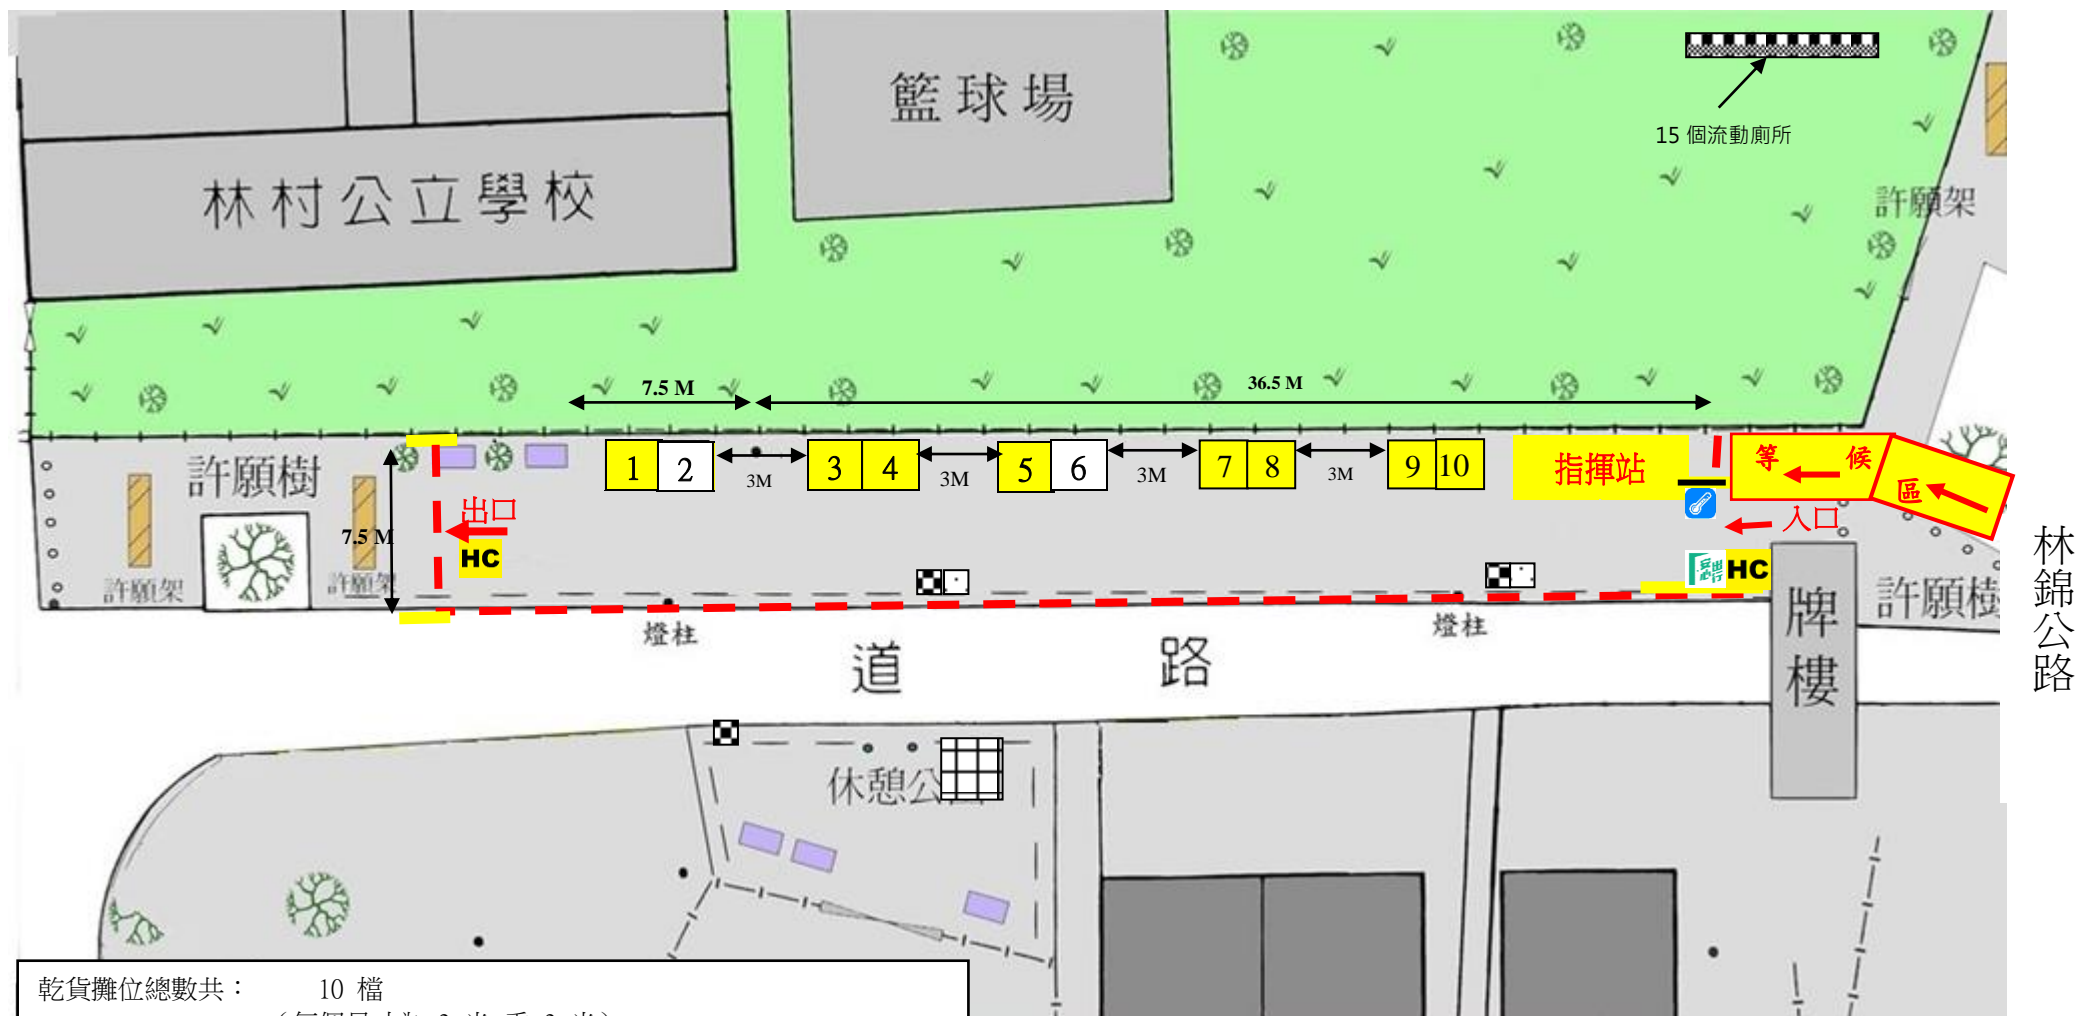 籃球場
15 個流動廁所
林村公立學校
許願架
7.5 M
36.5 M
許願樹
1
2
3M
3
4
3M
5
6
3M
7
8
3M
9
10
指揮站
等
候
區
出口
入口
7.5 M
HC
安心出行
HC
許願架
許願架
許願樹
燈柱
燈柱
道路
牌樓
林錦公路
休憩公
乾貨攤位總數共： 10 檔